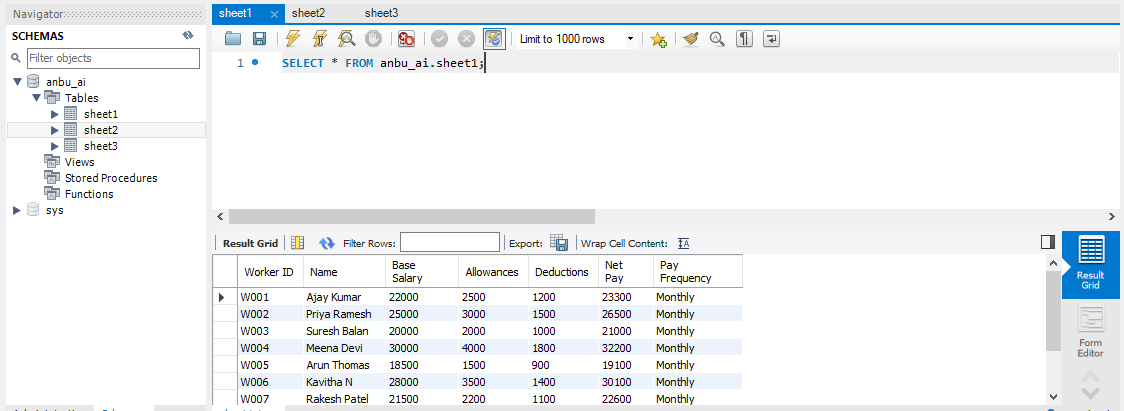 Navigator
SCHEMAS
Filter objects
anbu_ai
Tables
sheet1
sheet2
sheet3
Views
Stored Procedures
Functions
sys
sheet1 sheet2 sheet3
Limit to 1000 rows
1 SELECT * FROM anbu_ai.sheet1;
Result Grid Filter Rows: Export: Wrap Cell Content:
Worker ID Name Base Salary Allowances Deductions Net Pay Pay Frequency
W001 Ajay Kumar 22000 2500 1200 23300 Monthly
W002 Priya Ramesh 25000 3000 1500 26500 Monthly
W003 Suresh Balan 20000 2000 1000 21000 Monthly
W004 Meena Devi 30000 4000 1800 32200 Monthly
W005 Arun Thomas 18500 1500 900 19100 Monthly
W006 Kavitha N 28000 3500 1400 30100 Monthly
W007 Rakesh Patel 21500 2200 1100 22600 Monthly
Result
Grid
Form
Editor